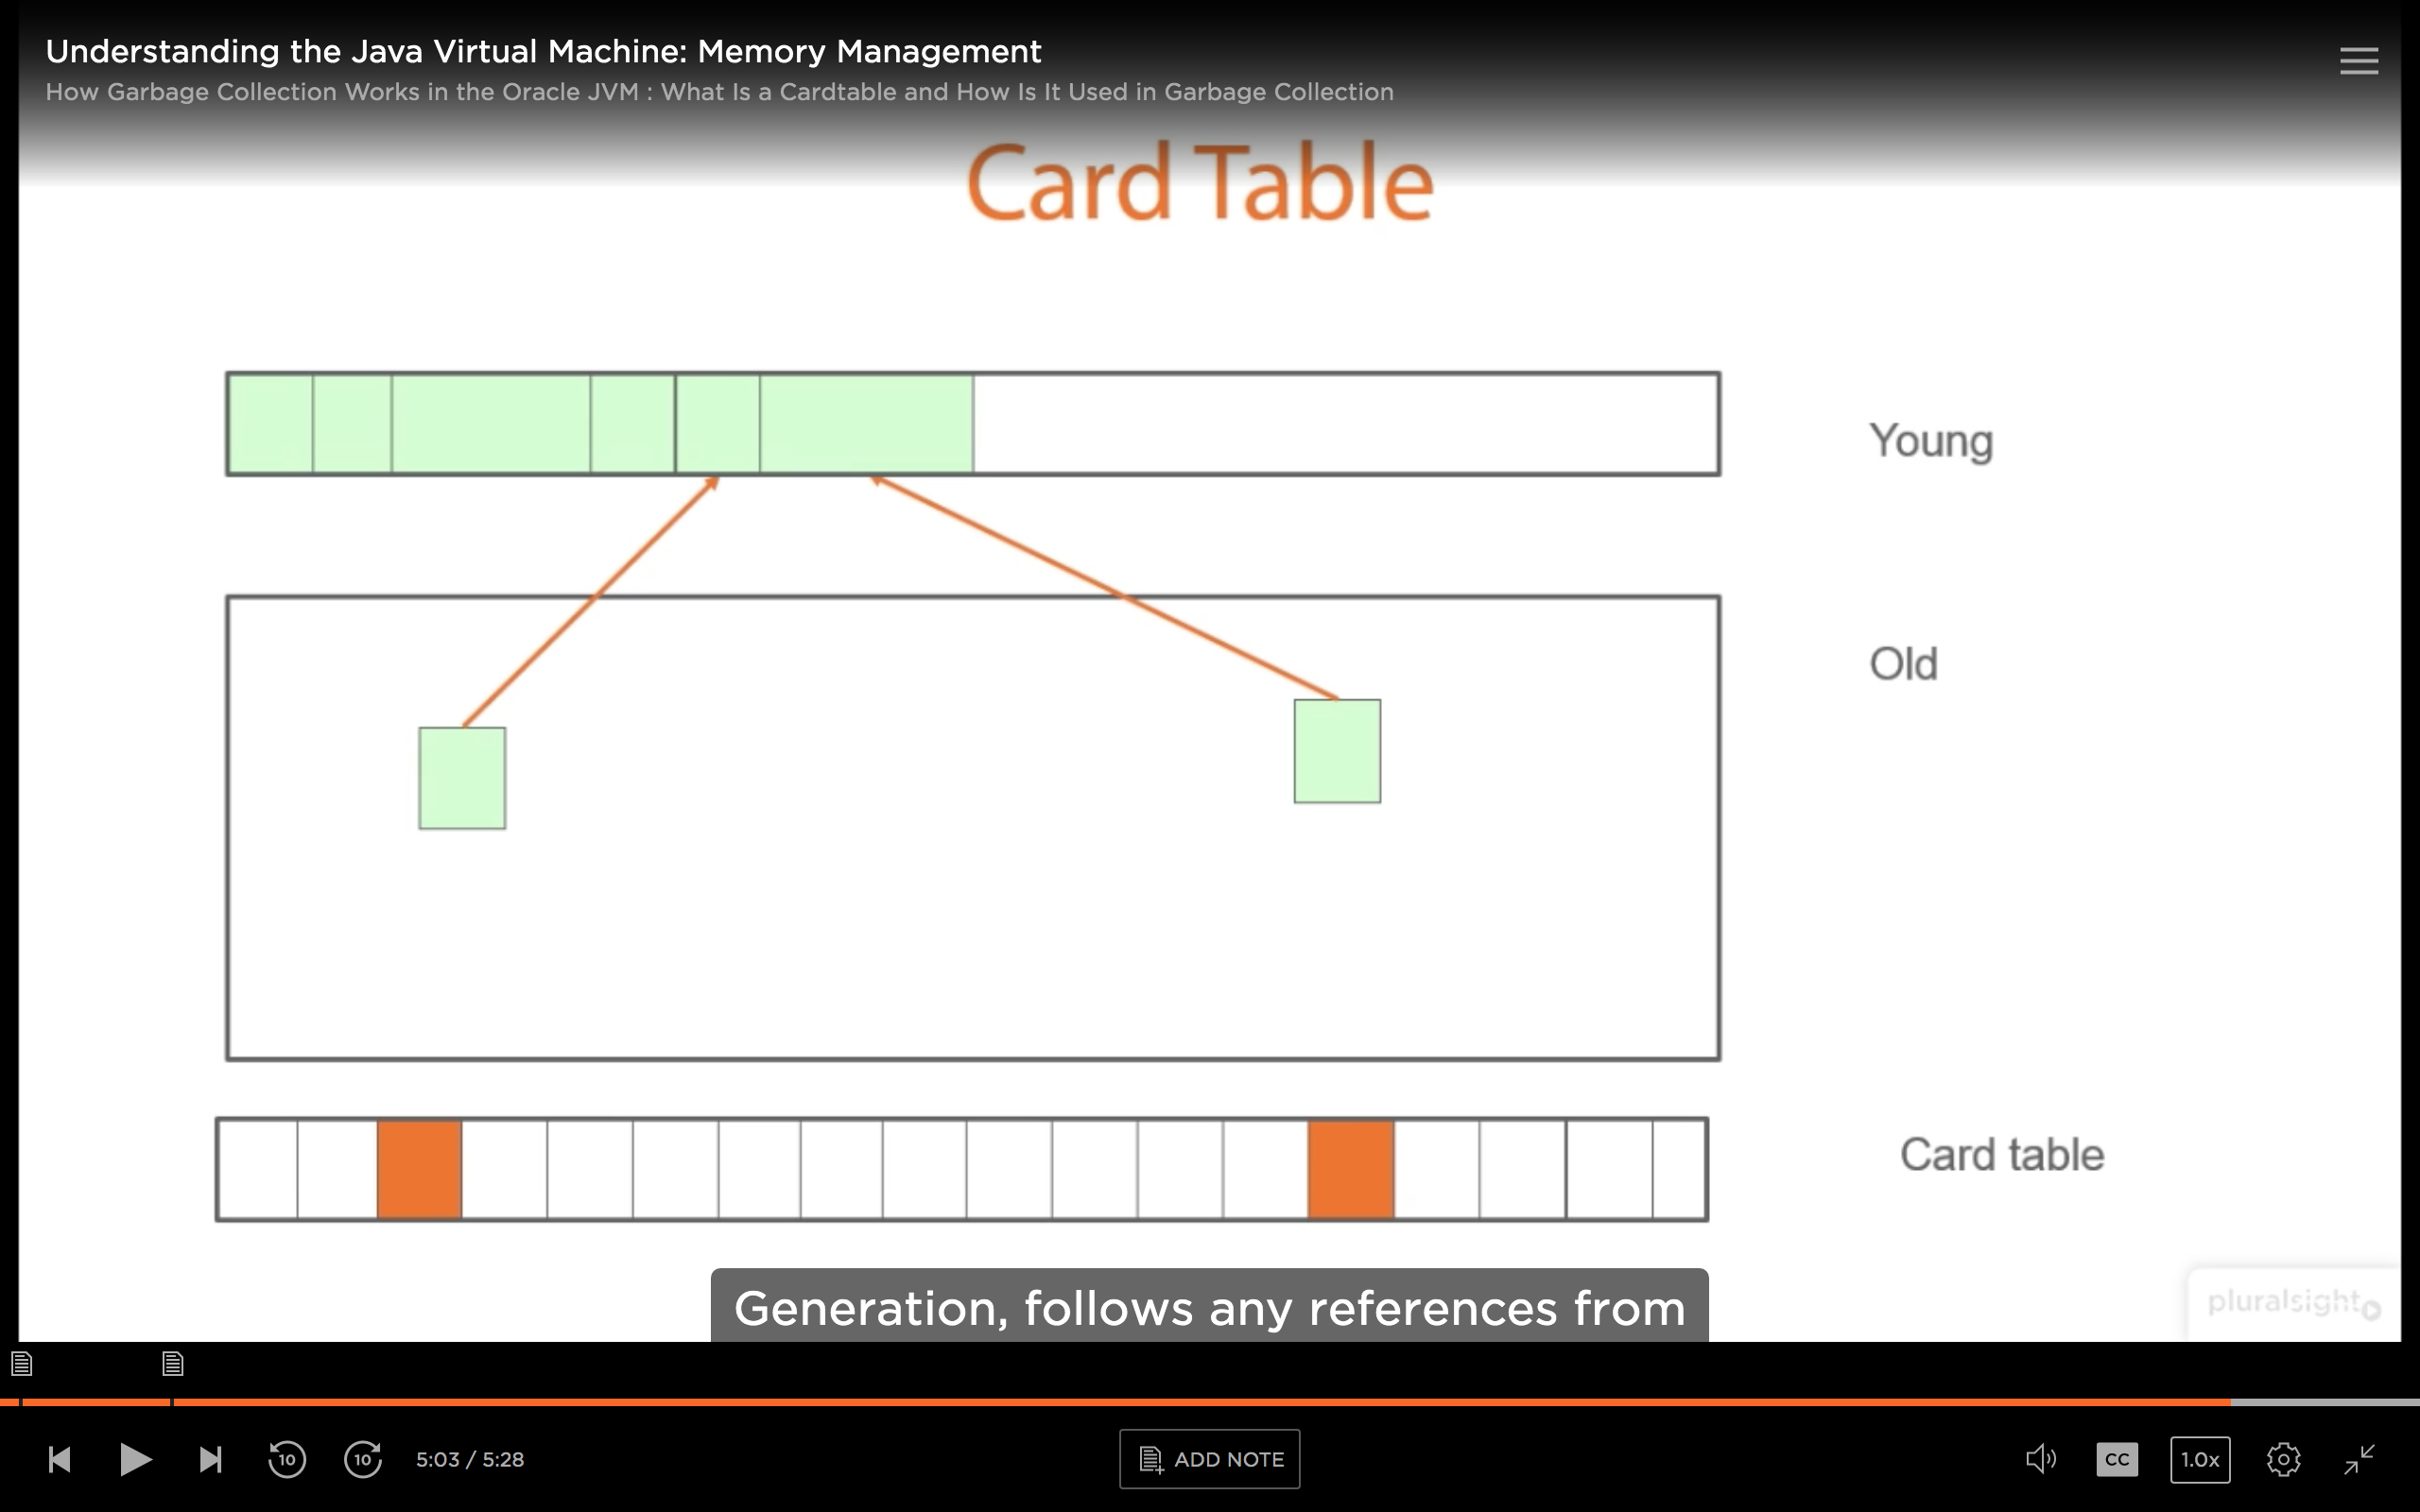 Understanding the Java Virtual Machine: Memory Management
How Garbage Collection Works in the Oracle JVM : What Is a Cardtable and How Is It Used in Garbage Collection
Card Table
Young
Old
Card table
Generation, follows any references from
pluralsight
10
10
5:03 / 5:28
ADD NOTE
CC
1.0x